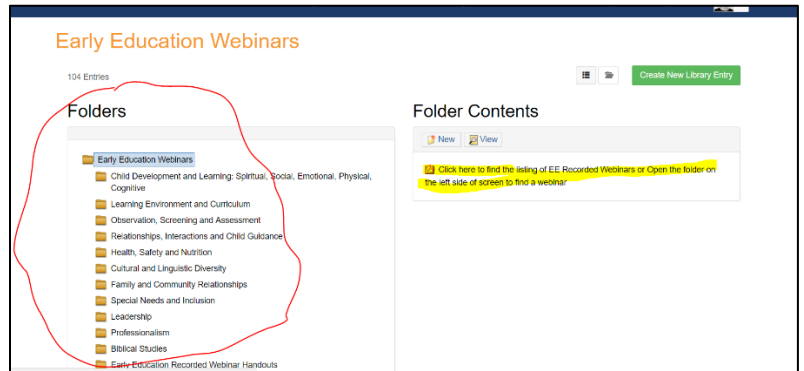 Early Education Webinars
104 Entries
Create New Library Entry
Folders
Early Education Webinars
Child Development and Learning: Spiritual, Social, Emotional, Physical,
Cognitive
Learning Environment and Curriculum
Observation, Screening and Assessment
Relationships, Interactions and Child Guidance
Health, Safety and Nutrition
Cultural and Linguistic Diversity
Family and Community Relationships
Special Needs and Inclusion
Leadership
Professionalism
Biblical Studies
Early Education Recorded Webinar Handouts
Folder Contents
New View
Click here to find the listing of EE Recorded Webinars or Open the folder on
the left side of screen to find a webinar